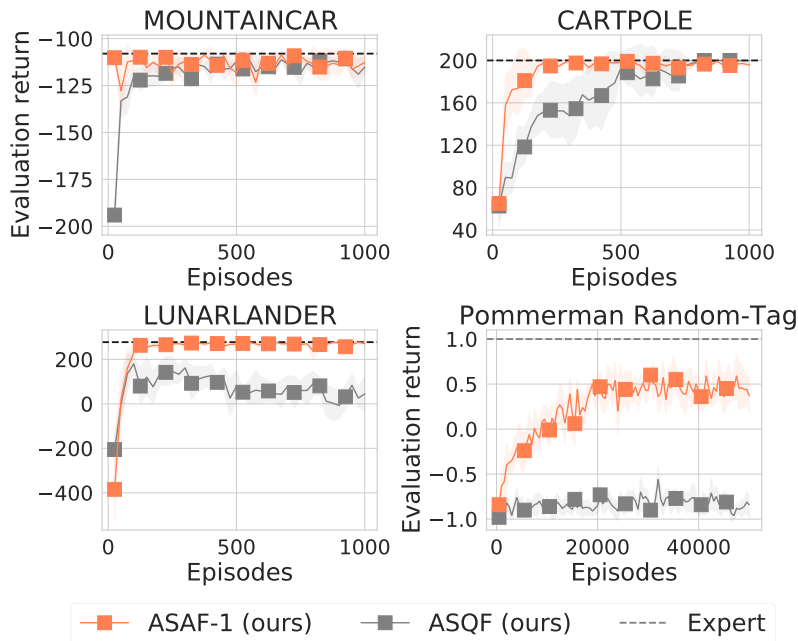 MOUNTAINCAR
Evaluation return
−100
−125
−150
−175
−200
0
500
1000
Episodes
CARTPOLE
200
160
120
80
40
0
500
1000
Episodes
LUNARLANDER
200
0
−200
−400
0
500
1000
Episodes
Pommerman Random-Tag
Evaluation return
1.0
0.5
0.0
−0.5
−1.0
0
20000
40000
Episodes
ASAF-1 (ours)
ASQF (ours)
Expert